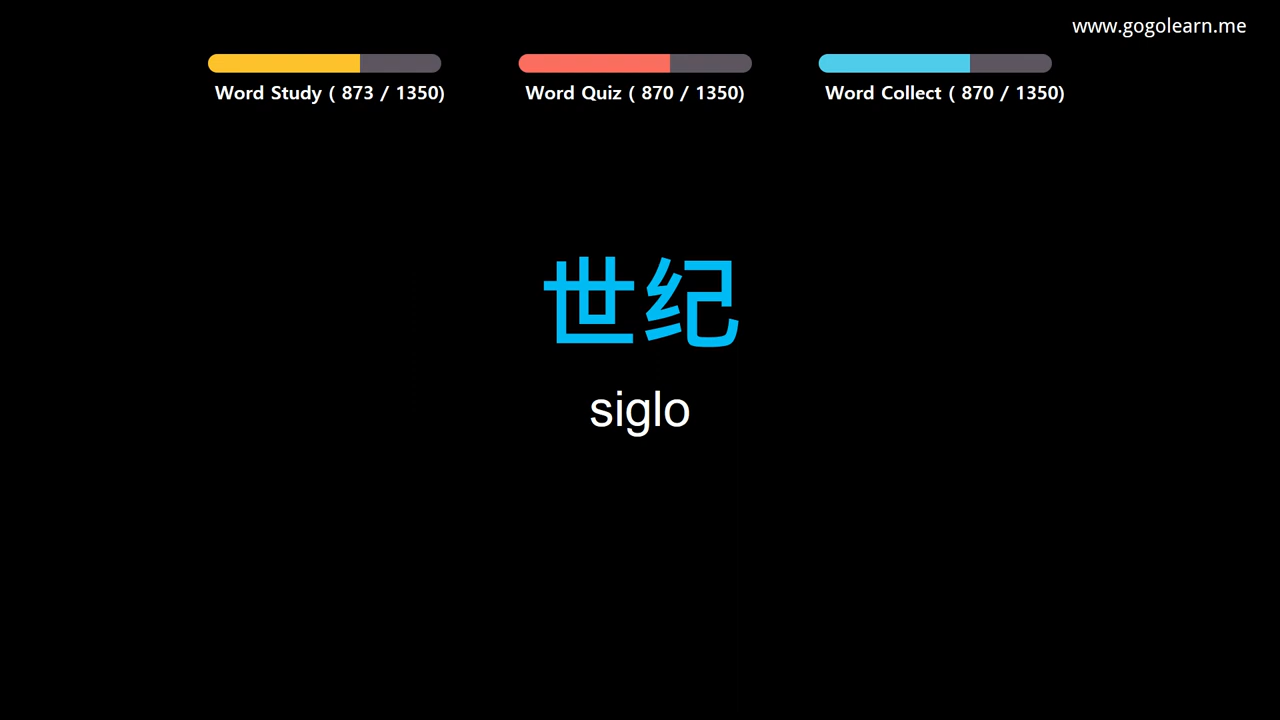 www.gogolearn.me
Word Study ( 873 / 1350)
Word Quiz ( 870 / 1350)
Word Collect ( 870 / 1350)
世纪
siglo